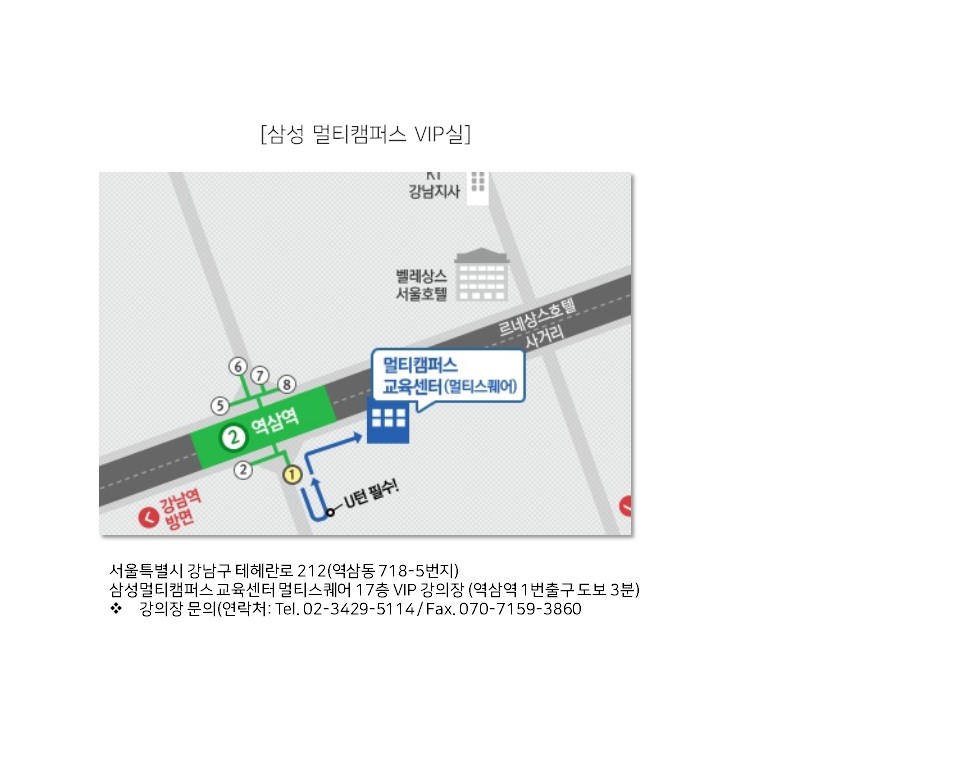 [삼성 멀티캠퍼스 VIP실]
KT
강남지사
벨레상스
서울호텔
르네상스호텔
사거리
멀티캠퍼스
교육센터(멀티스퀘어)
6
7
8
5
2 역삼역
2
1
U턴 필수!
강남역
방면
서울특별시 강남구 테헤란로 212(역삼동 718-5번지)
삼성멀티캠퍼스 교육센터 멀티스퀘어 17층 VIP 강의장 (역삼역 1번출구 도보 3분)
❖ 강의장 문의(연락처: Tel. 02-3429-5114 / Fax. 070-7159-3860